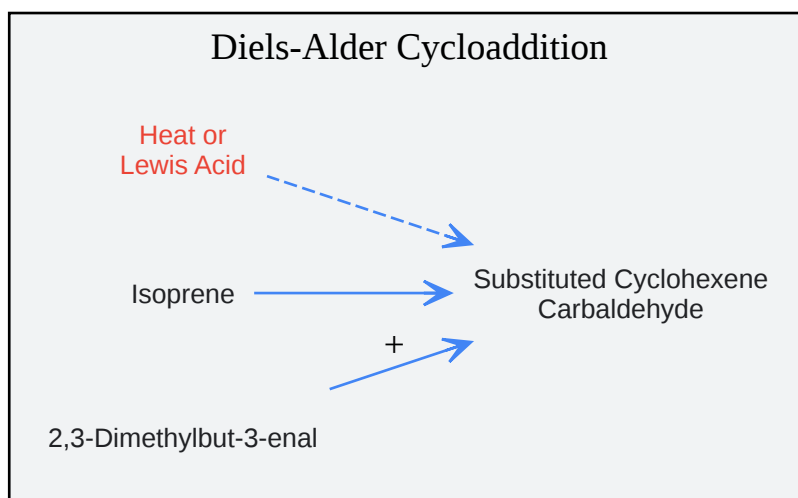 Diels-Alder Cycloaddition
Heat or
Lewis Acid
Isoprene
Substituted Cyclohexene
Carbaldehyde
+
2,3-Dimethylbut-3-enal